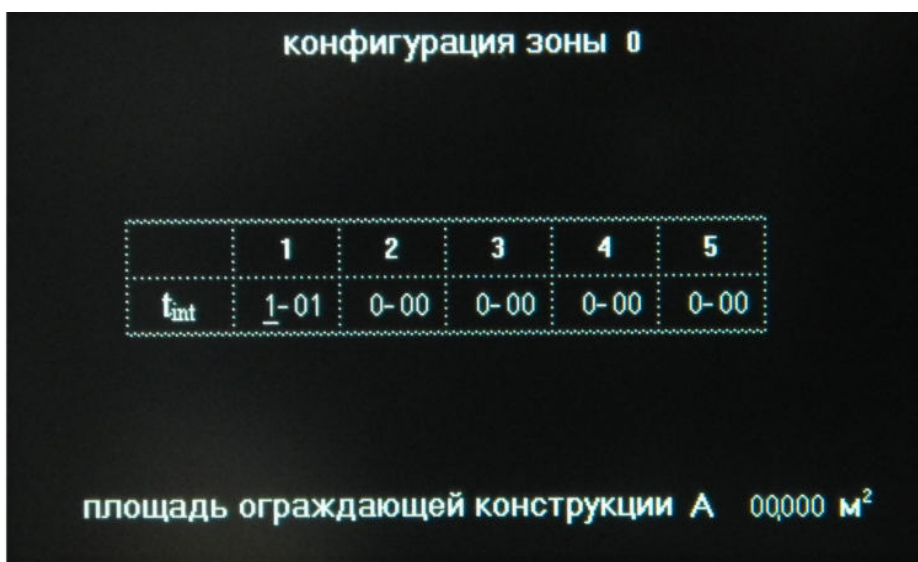 конфигурация зоны 0
1 2 3 4 5
t_int 1-01 0-00 0-00 0-00 0-00
площадь ограждающей конструкции А 00,000 м²